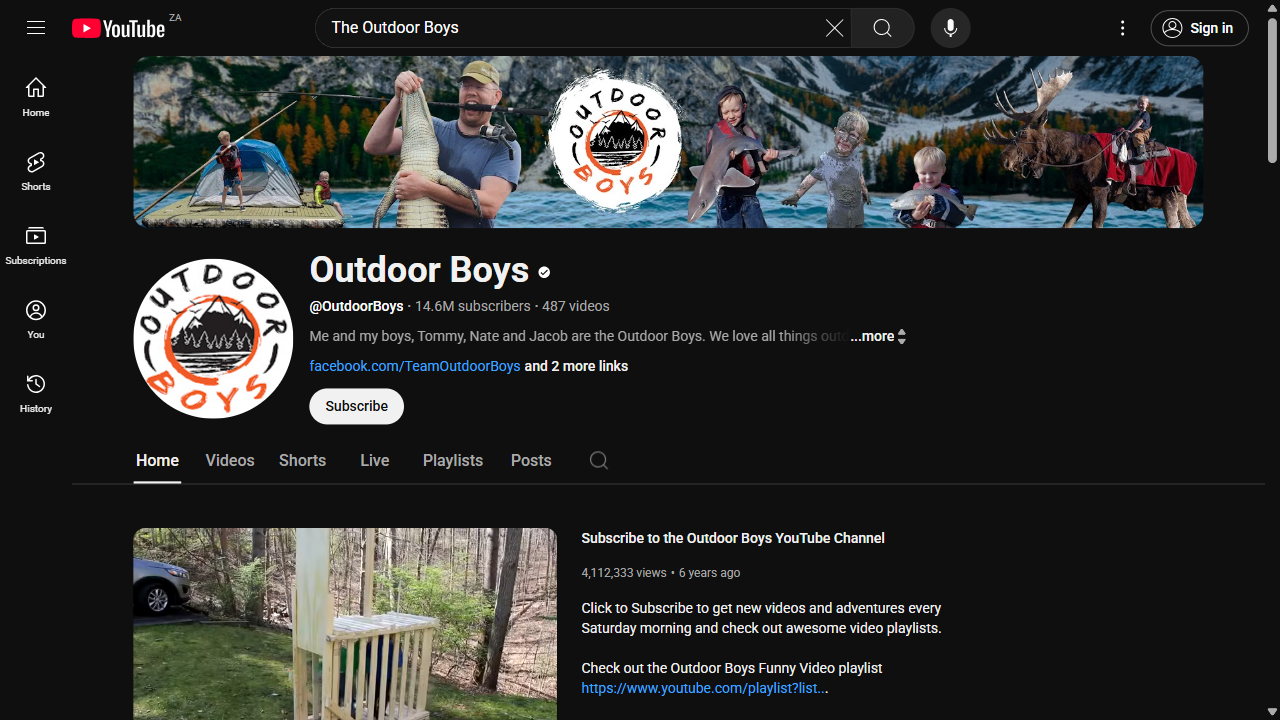 YouTube ZA
The Outdoor Boys
Sign in
Home
Shorts
Subscriptions
You
History
OUTDOOR
BOYS
OUTDOOR
BOYS
Outdoor Boys
@OutdoorBoys · 14.6M subscribers · 487 videos
Me and my boys, Tommy, Nate and Jacob are the Outdoor Boys. We love all things outd ...more
facebook.com/TeamOutdoorBoys and 2 more links
Subscribe
Home Videos Shorts Live Playlists Posts
Subscribe to the Outdoor Boys YouTube Channel
4,112,333 views • 6 years ago
Click to Subscribe to get new videos and adventures every
Saturday morning and check out awesome video playlists.
Check out the Outdoor Boys Funny Video playlist
https://www.youtube.com/playlist?list...